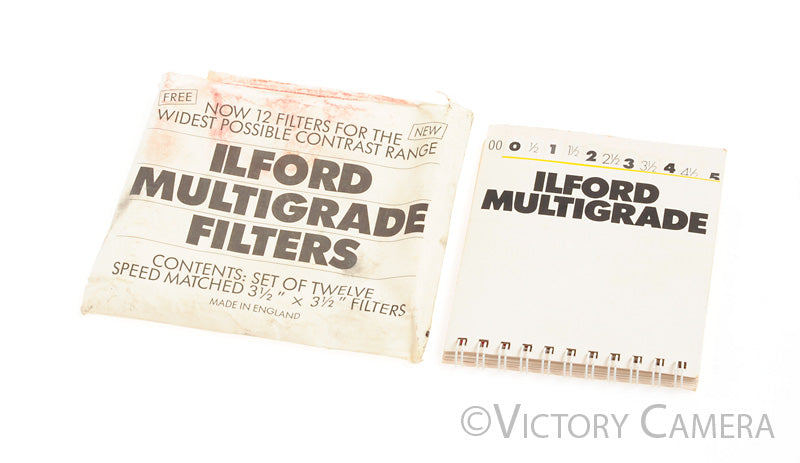 FREE
NOW 12 FILTERS FOR THE
WIDEST POSSIBLE CONTRAST RANGE
NEW
ILFORD
MULTIGRADE
FILTERS
CONTENTS: SET OF TWELVE
SPEED MATCHED 3½" × 3½" FILTERS
MADE IN ENGLAND
00 0 ½ 1 1½ 2 2½ 3 3½ 4 4½ 5
ILFORD
MULTIGRADE
©VICTORY CAMERA